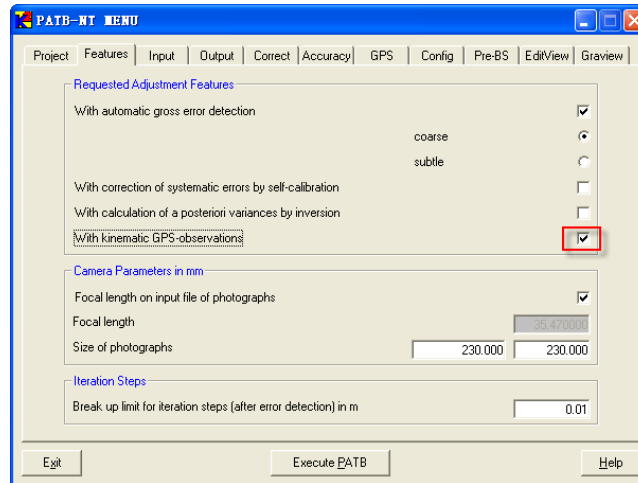 PATB-NT MENU
Project Features Input Output Correct Accuracy GPS Config Pre-BS EditView Graview
Requested Adjustment Features
With automatic gross error detection
coarse
subtle
With correction of systematic errors by self-calibration
With calculation of a posteriori variances by inversion
With kinematic GPS-observations
Camera Parameters in mm
Focal length on input file of photographs
Focal length 35.470000
Size of photographs 230.000 230.000
Iteration Steps
Break up limit for iteration steps (after error detection) in m 0.01
Exit Execute PATB Help